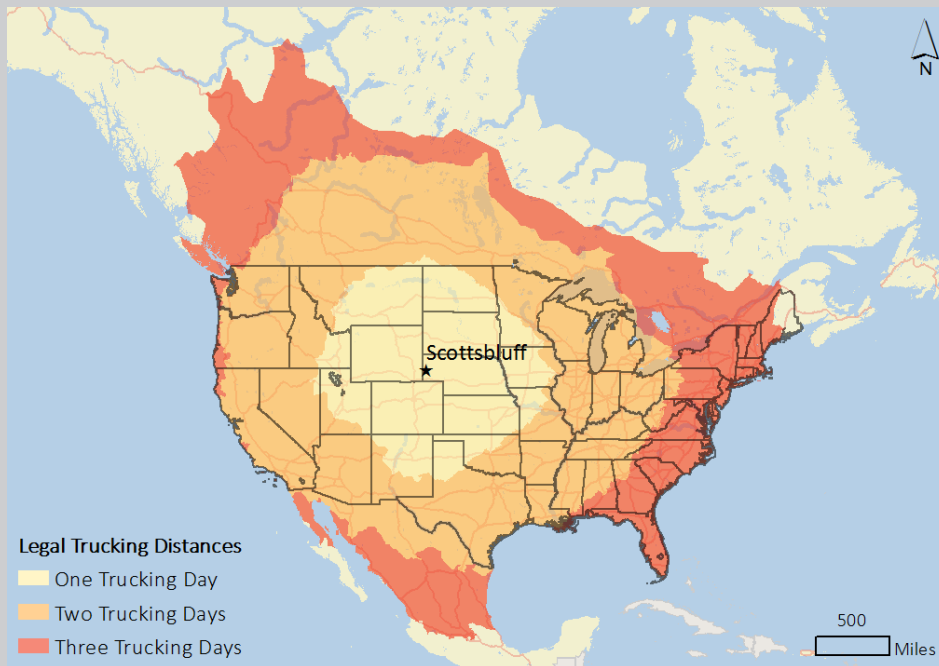 N
Scottsbluff
Legal Trucking Distances
One Trucking Day
Two Trucking Days
Three Trucking Days
500
Miles